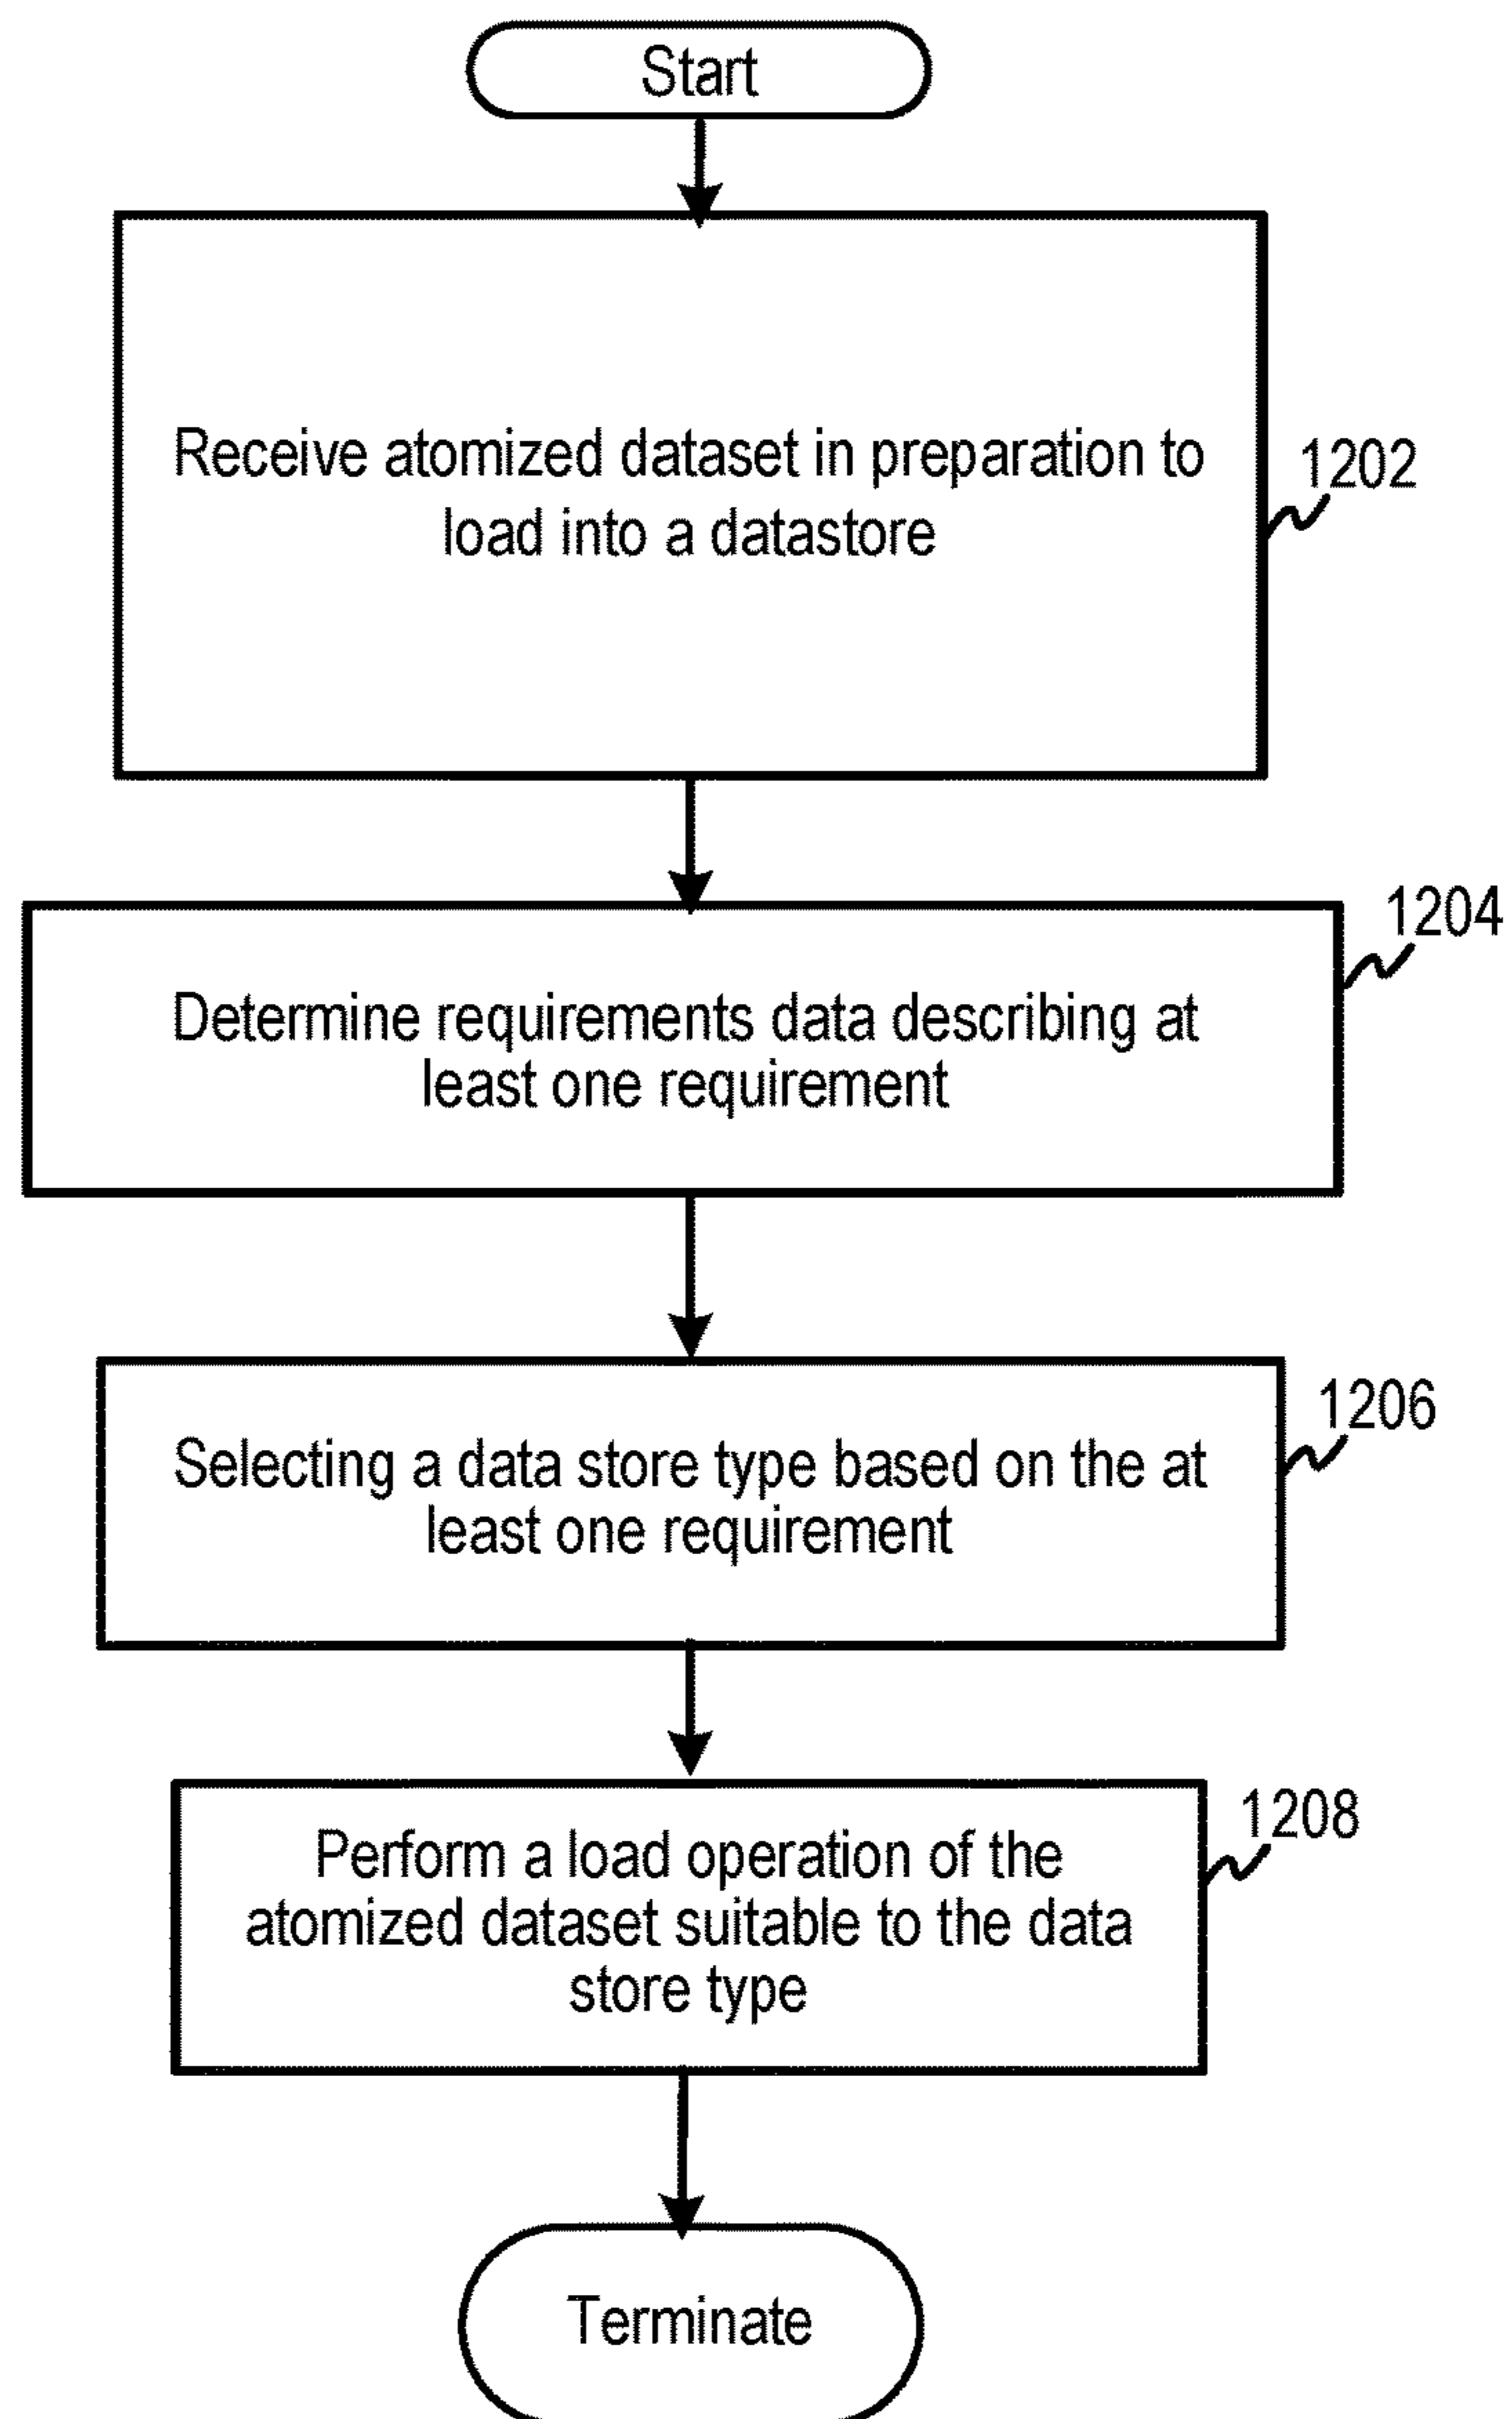 Start
Receive atomized dataset in preparation to
load into a datastore
1202
1204
Determine requirements data describing at
least one requirement
1206
Selecting a data store type based on the at
least one requirement
1208
Perform a load operation of the
atomized dataset suitable to the data
store type
Terminate